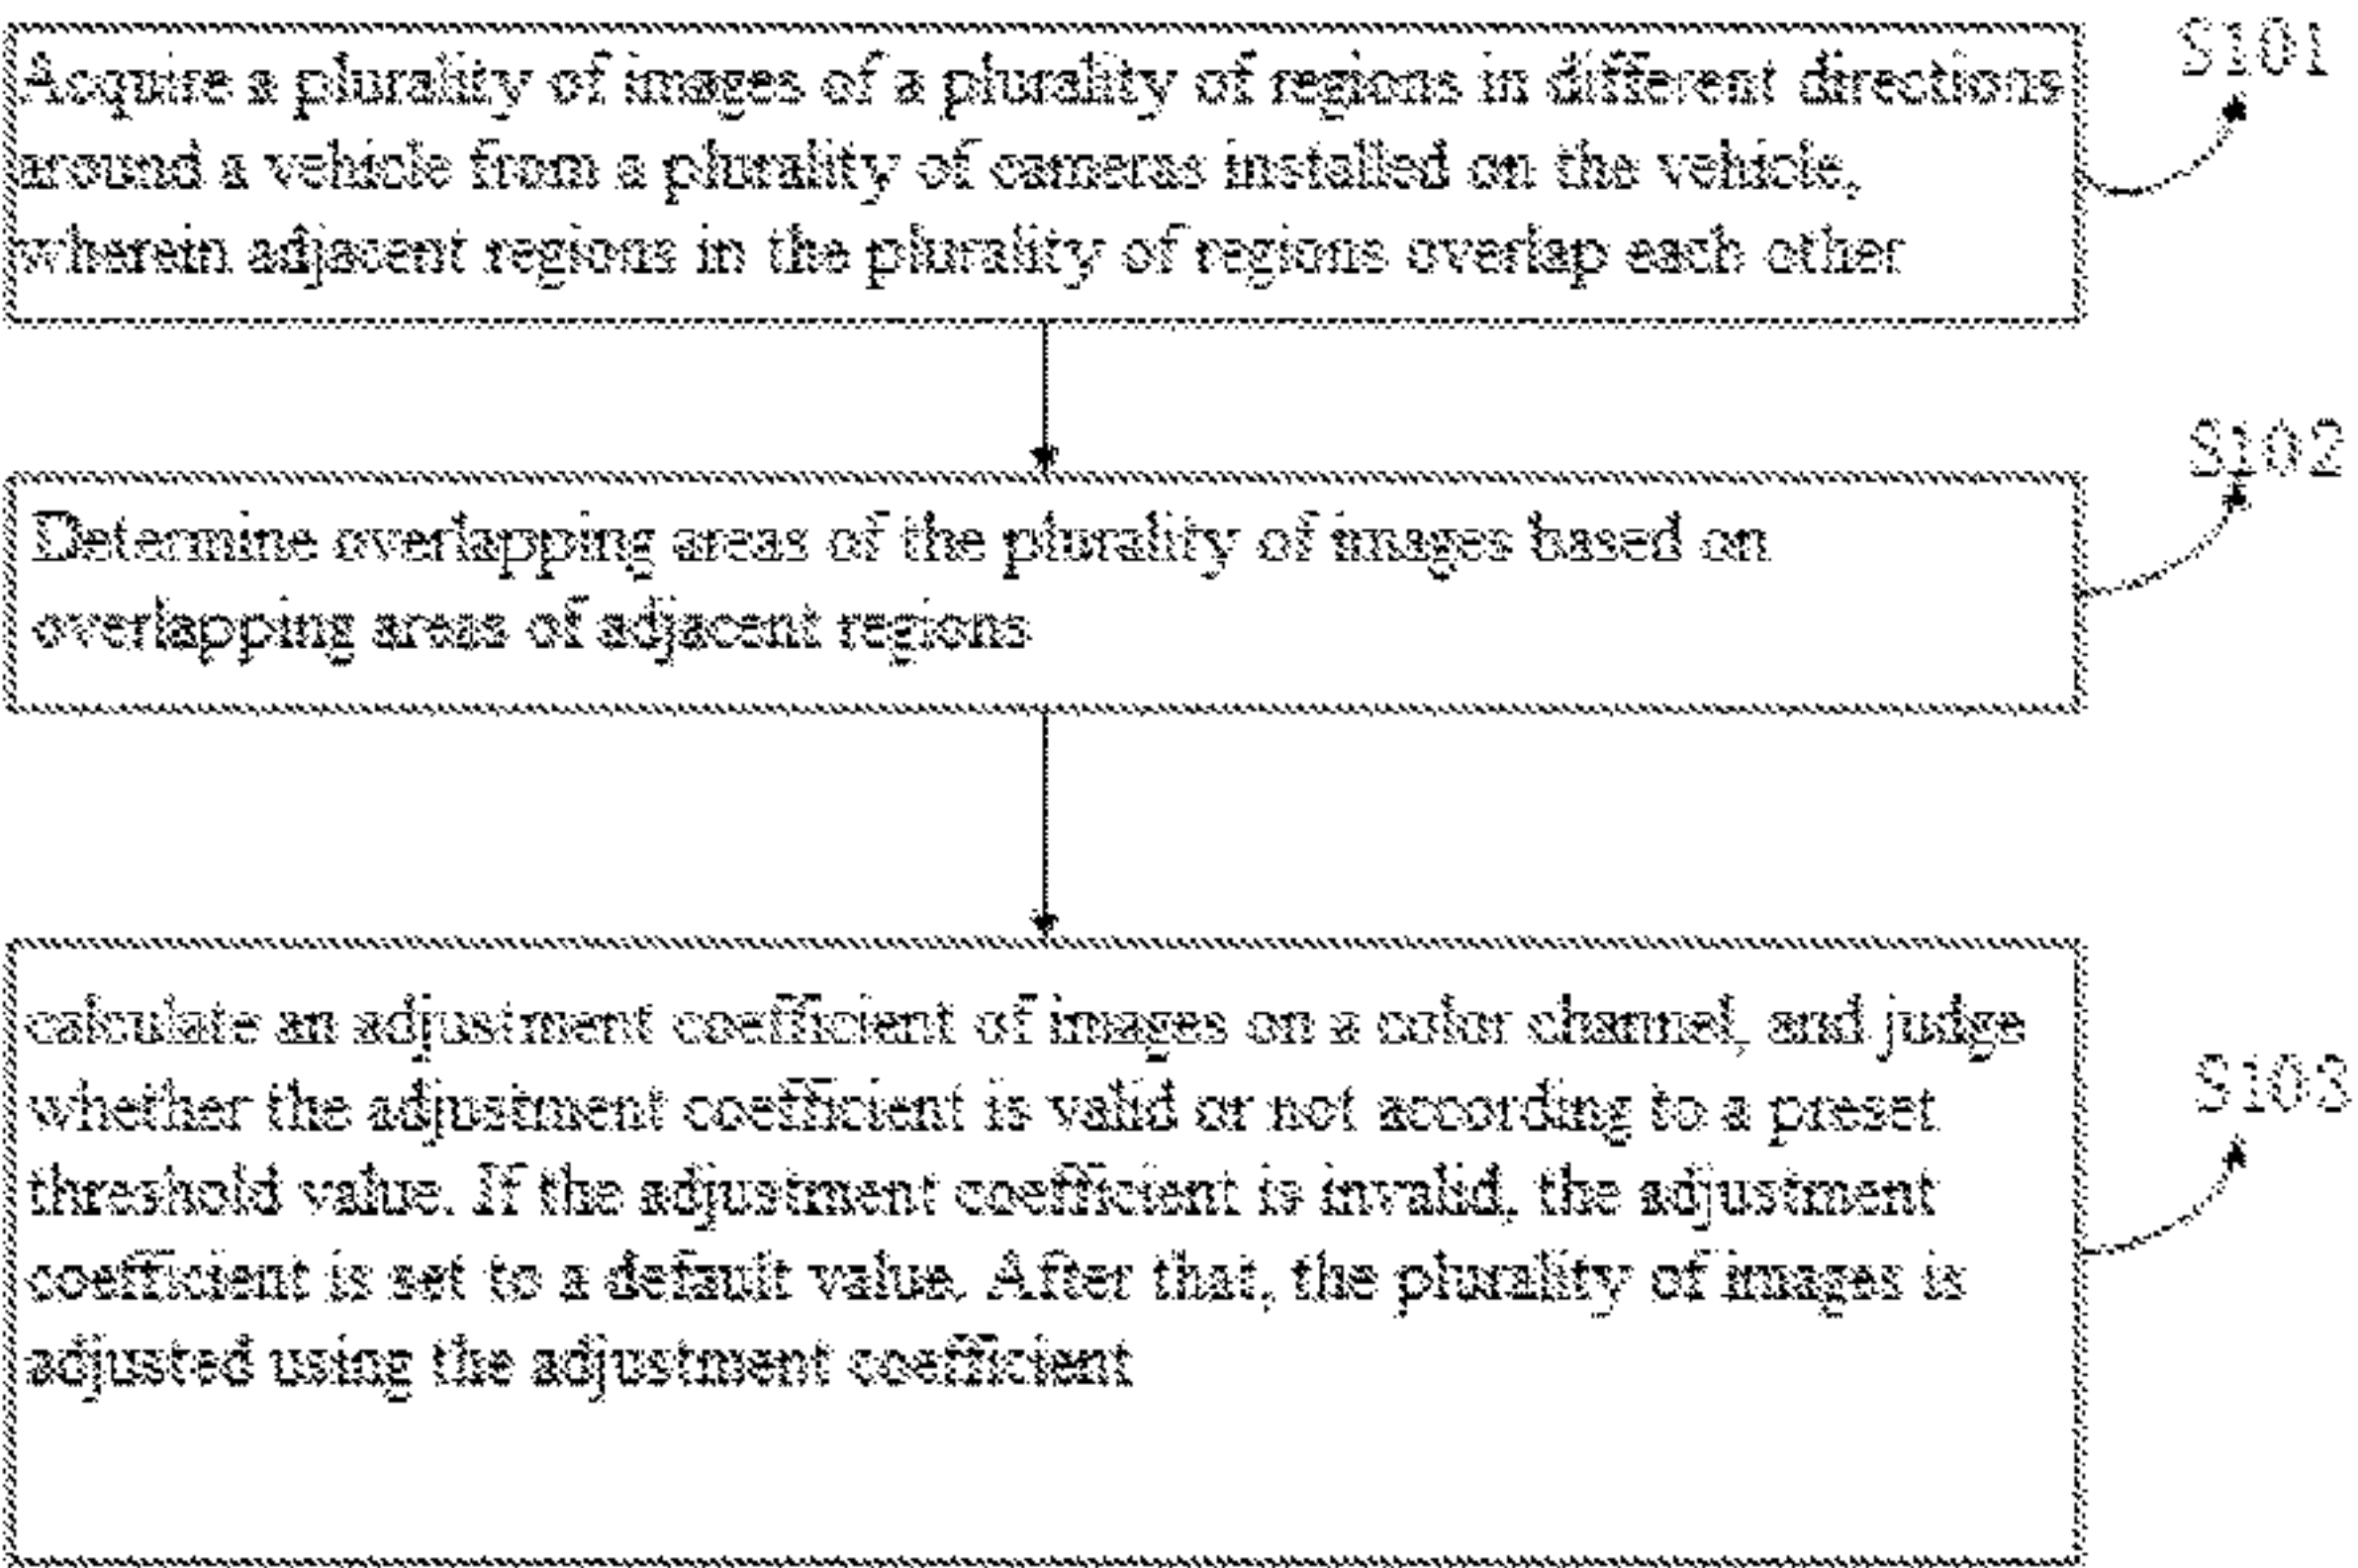 Acquire a plurality of images of a plurality of regions in different directions
around a vehicle from a plurality of cameras installed on the vehicle,
wherein adjacent regions in the plurality of regions overlap each other
S101
Determine overlapping areas of the plurality of images based on
overlapping areas of adjacent regions
S102
calculate an adjustment coefficient of images on a color channel, and judge
whether the adjustment coefficient is valid or not according to a preset
threshold value. If the adjustment coefficient is invalid, the adjustment
coefficient is set to a default value. After that, the plurality of images is
adjusted using the adjustment coefficient
S103